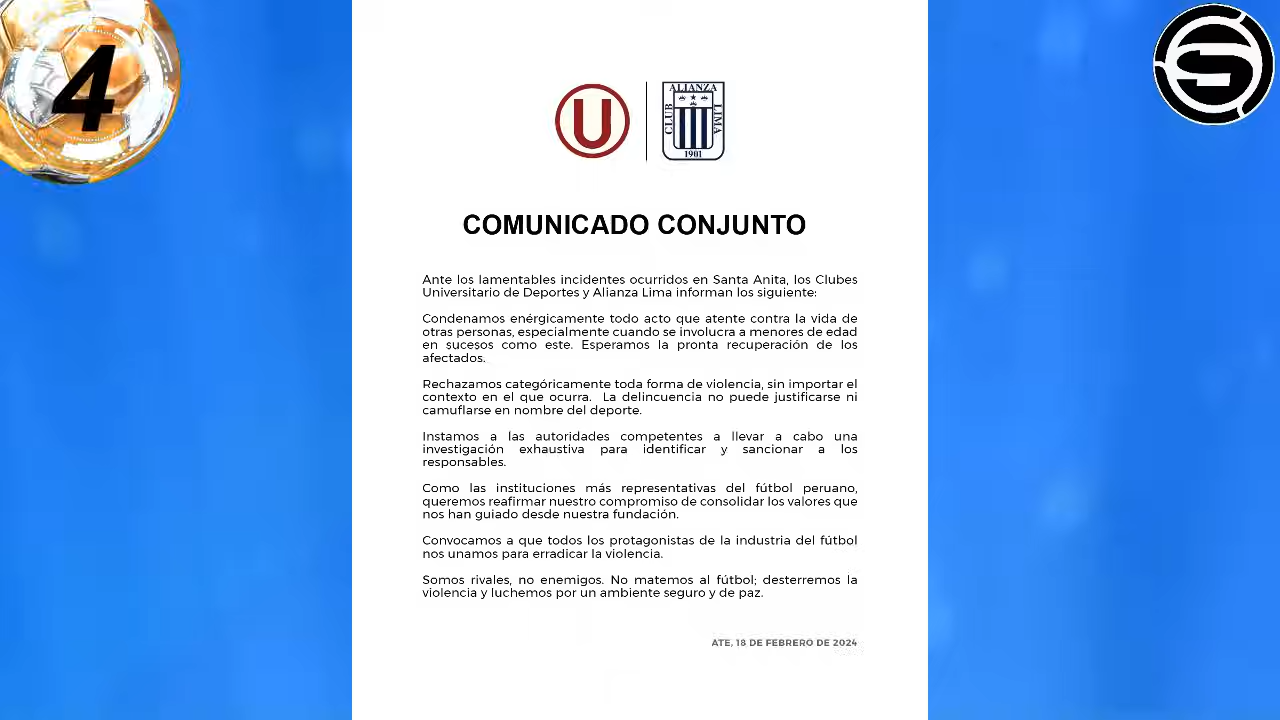 4
S
U
ALIANZA
CLUB
LIMA
1901
COMUNICADO CONJUNTO
Ante los lamentables incidentes ocurridos en Santa Anita, los Clubes
Universitario de Deportes y Alianza Lima informan los siguiente:
Condenamos enérgicamente todo acto que atente contra la vida de
otras personas, especialmente cuando se involucra a menores de edad
en sucesos como este. Esperamos la pronta recuperación de los
afectados.
Rechazamos categóricamente toda forma de violencia, sin importar el
contexto en el que ocurra. La delincuencia no puede justificarse ni
camuflarse en nombre del deporte.
Instamos a las autoridades competentes a llevar a cabo una
investigación exhaustiva para identificar y sancionar a los
responsables.
Como las instituciones más representativas del fútbol peruano,
queremos reafirmar nuestro compromiso de consolidar los valores que
nos han guiado desde nuestra fundación.
Convocamos a que todos los protagonistas de la industria del fútbol
nos unamos para erradicar la violencia.
Somos rivales, no enemigos. No matemos al fútbol; desterremos la
violencia y luchemos por un ambiente seguro y de paz.
ATE, 18 DE FEBRERO DE 2024